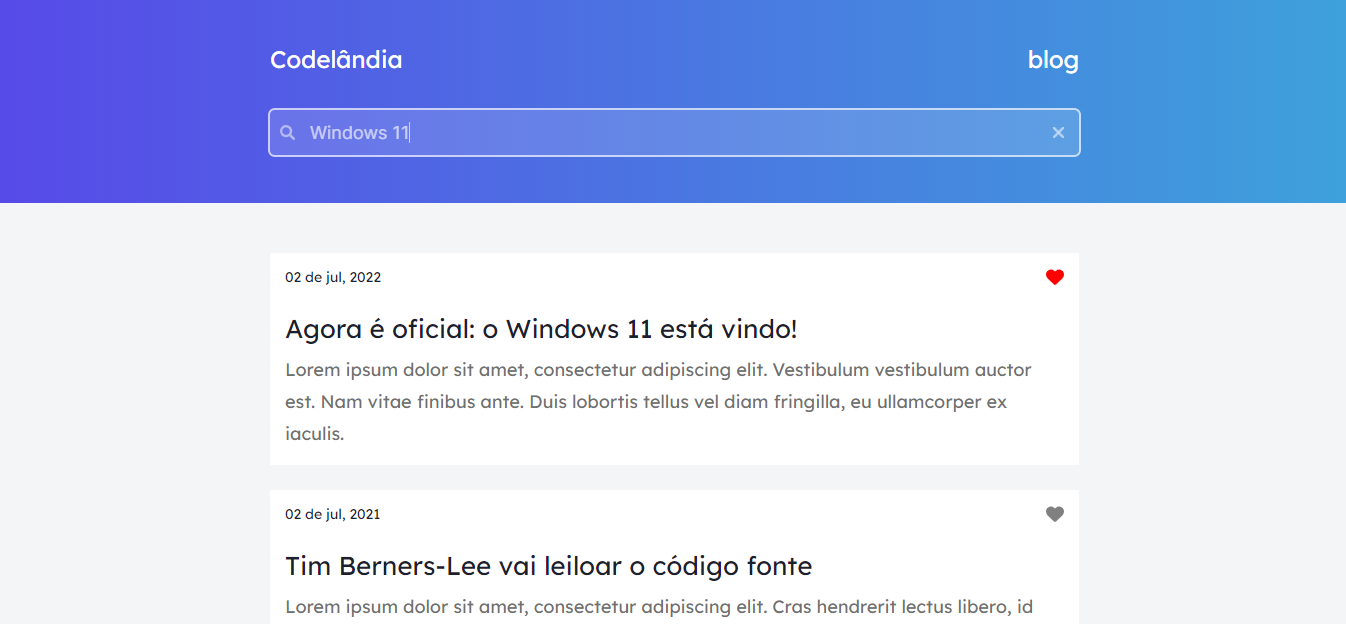 Codelândia
blog
Windows 11
02 de jul, 2022
Agora é oficial: o Windows 11 está vindo!
Lorem ipsum dolor sit amet, consectetur adipiscing elit. Vestibulum vestibulum auctor
est. Nam vitae finibus ante. Duis lobortis tellus vel diam fringilla, eu ullamcorper ex
iaculis.
02 de jul, 2021
Tim Berners-Lee vai leiloar o código fonte
Lorem ipsum dolor sit amet, consectetur adipiscing elit. Cras hendrerit lectus libero, id